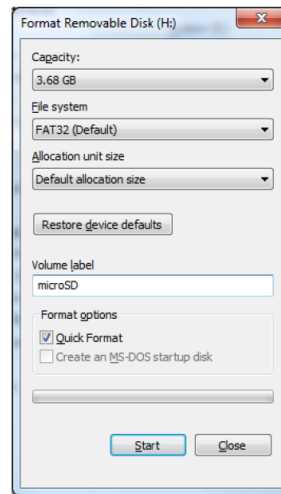 Format Removable Disk (H:)
Capacity:
3.68 GB
File system
FAT32 (Default)
Allocation unit size
Default allocation size
Restore device defaults
Volume label
microSD
Format options
Quick Format
Create an MS-DOS startup disk
Start Close